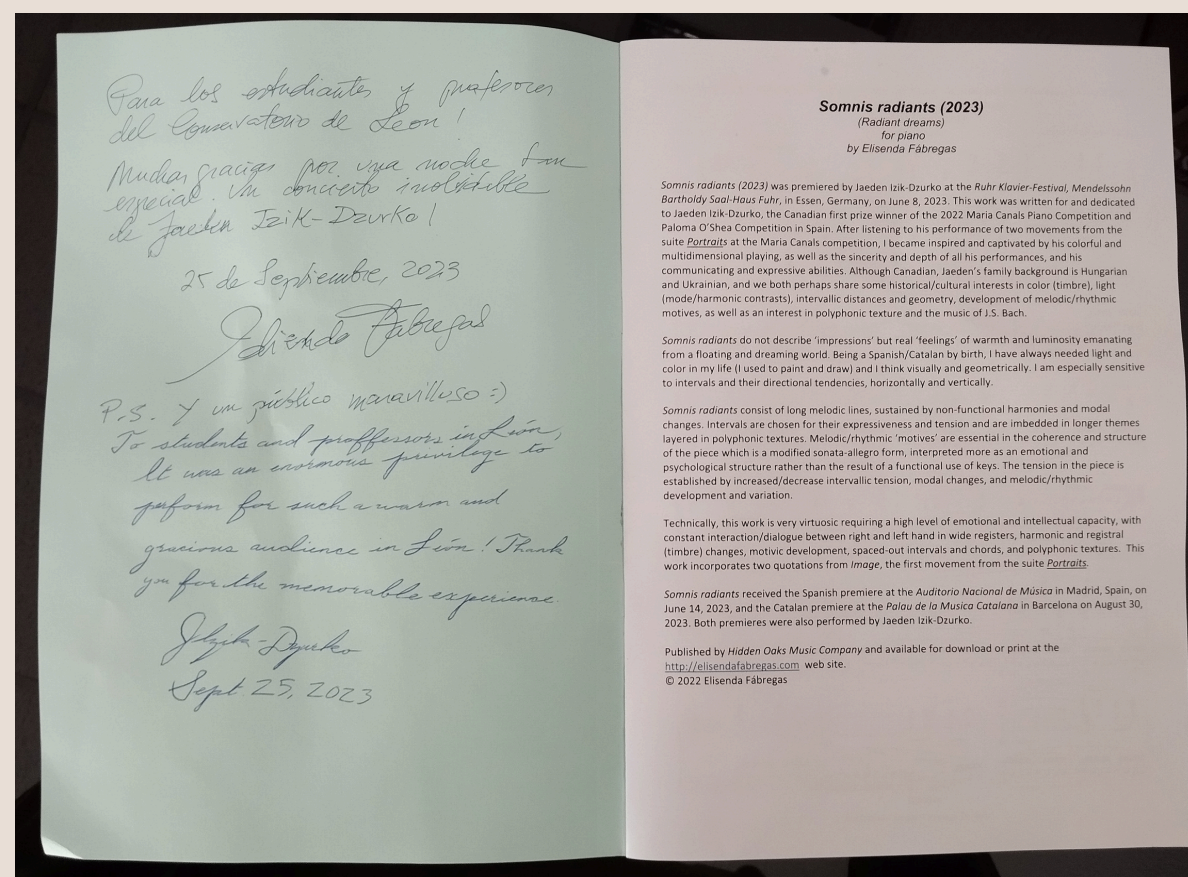 Para los estudiantes y profesores
del Conservatorio de León!
Muchas gracias por una noche tan
especial. Un concierto inolvidable
de Jaeden Izik-Dzurko!
25 de Septiembre, 2023
Elisenda Fábregas
P.S. Y un público maravilloso :)
To students and proffessors in León,
It was an enormous privilege to
perform for such a warm and
gracious audience in León! Thank
you for the memorable experience.
JIzik-Dzurko
Sept 25, 2023
Somnis radiants (2023)
(Radiant dreams)
for piano
by Elisenda Fábregas
Somnis radiants (2023) was premiered by Jaeden Izik-Dzurko at the Ruhr Klavier-Festival, Mendelssohn
Bartholdy Saal-Haus Fuhr, in Essen, Germany, on June 8, 2023. This work was written for and dedicated
to Jaeden Izik-Dzurko, the Canadian first prize winner of the 2022 Maria Canals Piano Competition and
Paloma O'Shea Competition in Spain. After listening to his performance of two movements from the
suite Portraits at the Maria Canals competition, I became inspired and captivated by his colorful and
multidimensional playing, as well as the sincerity and depth of all his performances, and his
communicating and expressive abilities. Although Canadian, Jaeden's family background is Hungarian
and Ukrainian, and we both perhaps share some historical/cultural interests in color (timbre), light
(mode/harmonic contrasts), intervallic distances and geometry, development of melodic/rhythmic
motives, as well as an interest in polyphonic texture and the music of J.S. Bach.
Somnis radiants do not describe 'impressions' but real 'feelings' of warmth and luminosity emanating
from a floating and dreaming world. Being a Spanish/Catalan by birth, I have always needed light and
color in my life (I used to paint and draw) and I think visually and geometrically. I am especially sensitive
to intervals and their directional tendencies, horizontally and vertically.
Somnis radiants consist of long melodic lines, sustained by non-functional harmonies and modal
changes. Intervals are chosen for their expressiveness and tension and are imbedded in longer themes
layered in polyphonic textures. Melodic/rhythmic 'motives' are essential in the coherence and structure
of the piece which is a modified sonata-allegro form, interpreted more as an emotional and
psychological structure rather than the result of a functional use of keys. The tension in the piece is
established by increased/decrease intervallic tension, modal changes, and melodic/rhythmic
development and variation.
Technically, this work is very virtuosic requiring a high level of emotional and intellectual capacity, with
constant interaction/dialogue between right and left hand in wide registers, harmonic and registral
(timbre) changes, motivic development, spaced-out intervals and chords, and polyphonic textures. This
work incorporates two quotations from Image, the first movement from the suite Portraits.
Somnis radiants received the Spanish premiere at the Auditorio Nacional de Música in Madrid, Spain, on
June 14, 2023, and the Catalan premiere at the Palau de la Musica Catalana in Barcelona on August 30,
2023. Both premieres were also performed by Jaeden Izik-Dzurko.
Published by Hidden Oaks Music Company and available for download or print at the
http://elisendafabregas.com web site.
© 2022 Elisenda Fábregas